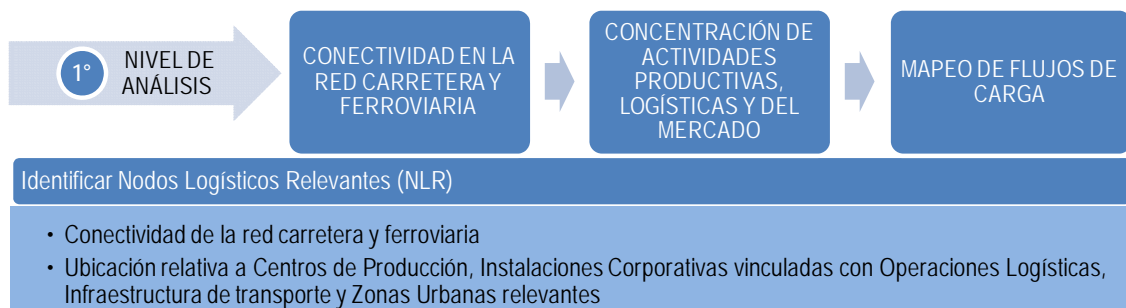 1°
NIVEL DE
ANÁLISIS
CONECTIVIDAD EN LA
RED CARRETERA Y
FERROVIARIA
CONCENTRACIÓN DE
ACTIVIDADES
PRODUCTIVAS,
LOGÍSTICAS Y DEL
MERCADO
MAPEO DE FLUJOS DE
CARGA
Identificar Nodos Logísticos Relevantes (NLR)
• Conectividad de la red carretera y ferroviaria
• Ubicación relativa a Centros de Producción, Instalaciones Corporativas vinculadas con Operaciones Logísticas,
Infraestructura de transporte y Zonas Urbanas relevantes